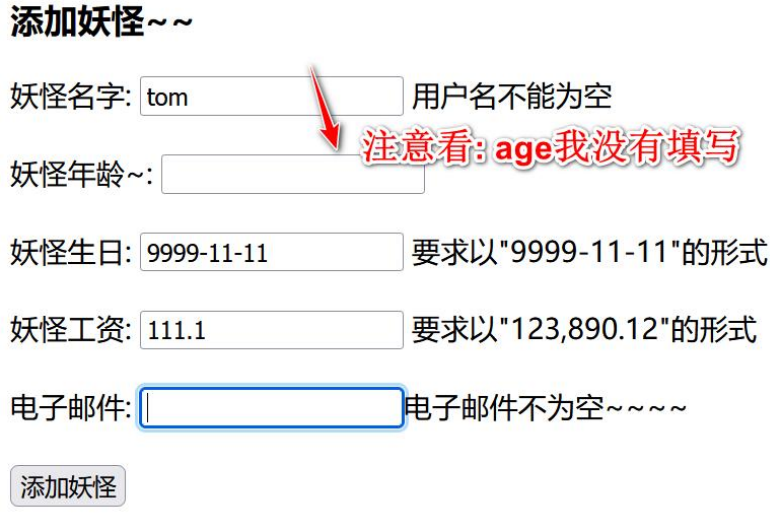 添加妖怪~~
妖怪名字: tom 用户名不能为空
注意看: age我没有填写
妖怪年龄~:
妖怪生日: 9999-11-11 要求以"9999-11-11"的形式
妖怪工资: 111.1 要求以"123,890.12"的形式
电子邮件: 电子邮件不为空~~~~
添加妖怪